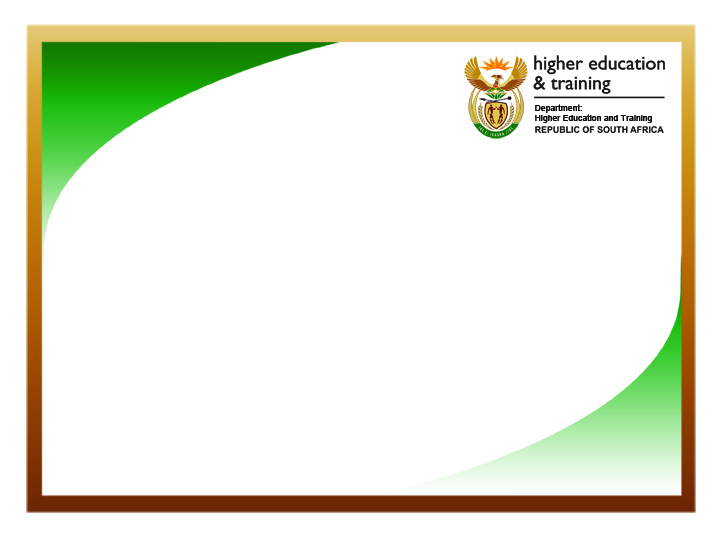 higher education
& training
Department:
Higher Education and Training
REPUBLIC OF SOUTH AFRICA